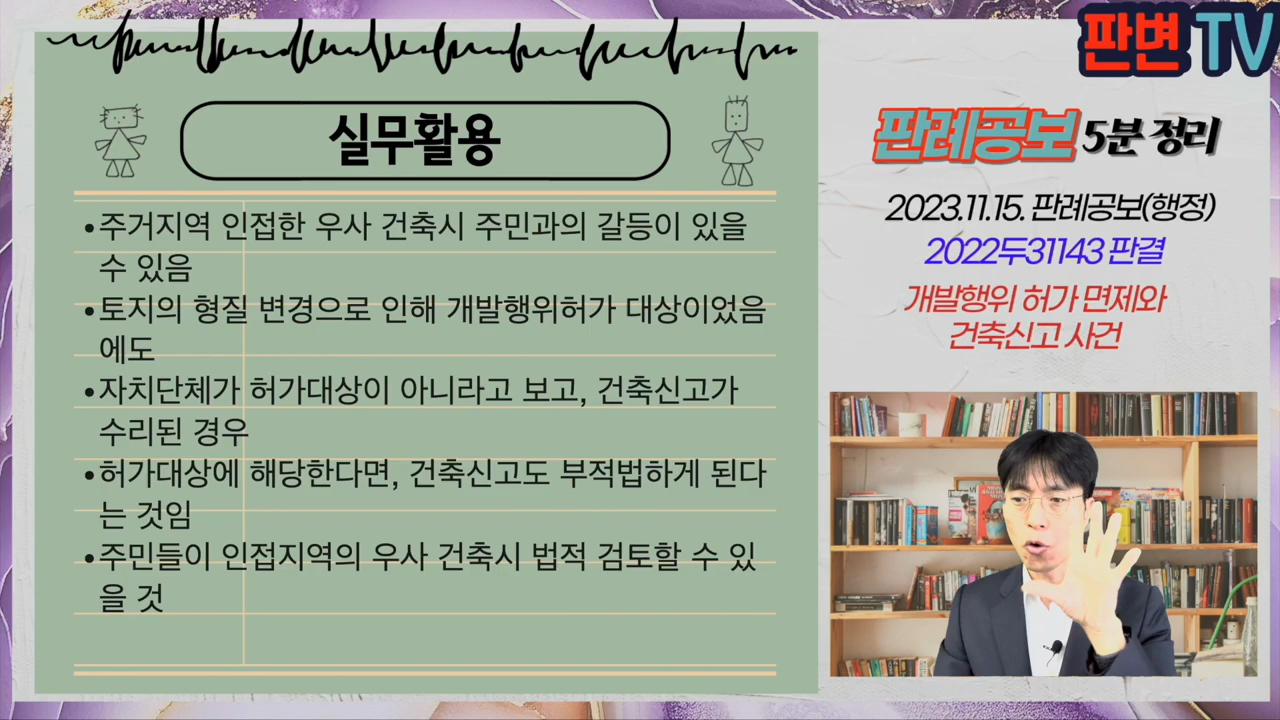 판변 TV
실무활용
•주거지역 인접한 우사 건축시 주민과의 갈등이 있을
수 있음
•토지의 형질 변경으로 인해 개발행위허가 대상이었음
에도
•자치단체가 허가대상이 아니라고 보고, 건축신고가
수리된 경우
•허가대상에 해당한다면, 건축신고도 부적법하게 된다
는 것임
•주민들이 인접지역의 우사 건축시 법적 검토할 수 있
을 것
판례공보 5분 정리
2023.11.15. 판례공보(행정)
2022두31143 판결
개발행위 허가 면제와
건축신고 사건